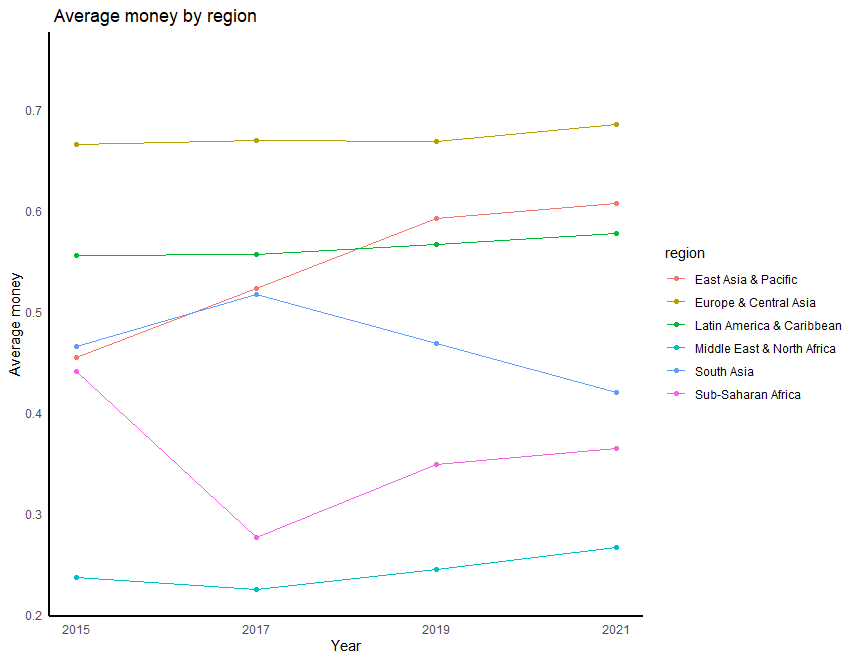 Average money by region
0.7
0.6
0.5
0.4
0.3
0.2
Average money
2015 2017 2019 2021
Year
region
East Asia & Pacific
Europe & Central Asia
Latin America & Caribbean
Middle East & North Africa
South Asia
Sub-Saharan Africa